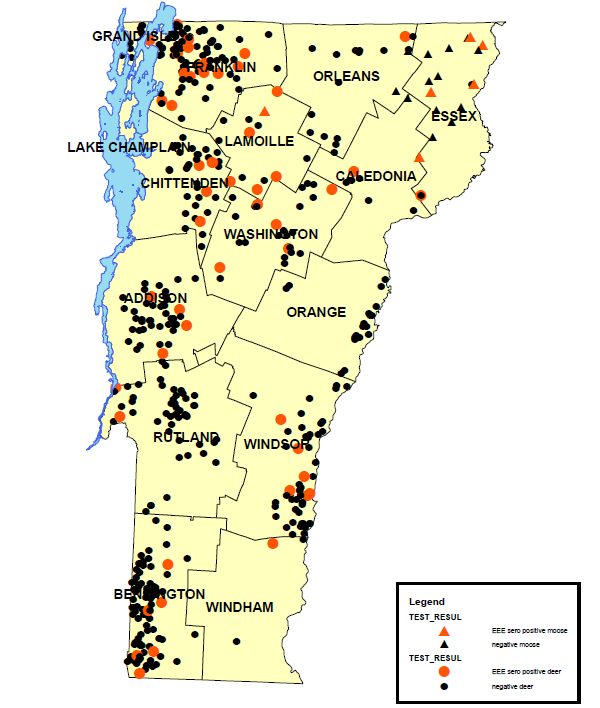 GRAND ISLE
FRANKLIN
ORLEANS
ESSEX
LAMOILLE
LAKE CHAMPLAIN
CALEDONIA
CHITTENDEN
WASHINGTON
ADDISON
ORANGE
RUTLAND
WINDSOR
BENNINGTON
WINDHAM
Legend
TEST_RESUL
EEE sero positive moose
negative moose
TEST_RESUL
EEE sero positive deer
negative deer